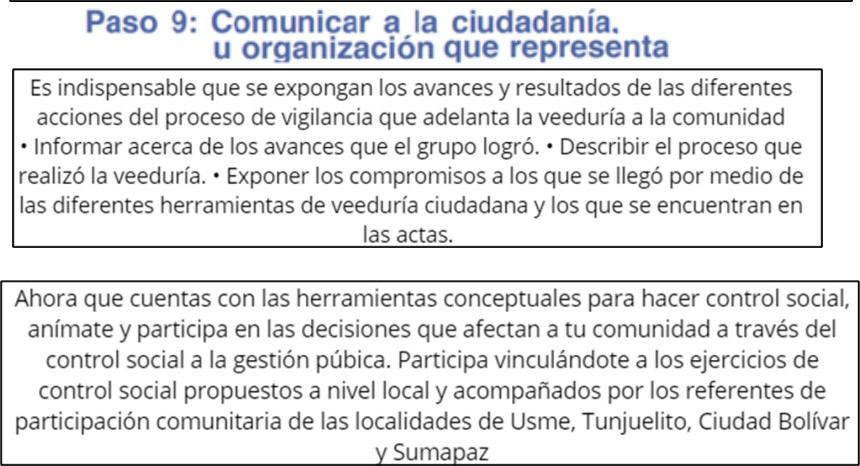 Paso 9: Comunicar a la ciudadanía,
u organización que representa
Es indispensable que se expongan los avances y resultados de las diferentes
acciones del proceso de vigilancia que adelanta la veeduría a la comunidad
• Informar acerca de los avances que el grupo logró. • Describir el proceso que
realizó la veeduría. • Exponer los compromisos a los que se llegó por medio de
las diferentes herramientas de veeduría ciudadana y los que se encuentran en
las actas.
Ahora que cuentas con las herramientas conceptuales para hacer control social,
anímate y participa en las decisiones que afectan a tu comunidad a través del
control social a la gestión púbica. Participa vinculándote a los ejercicios de
control social propuestos a nivel local y acompañados por los referentes de
participación comunitaria de las localidades de Usme, Tunjuelito, Ciudad Bolívar
y Sumapaz